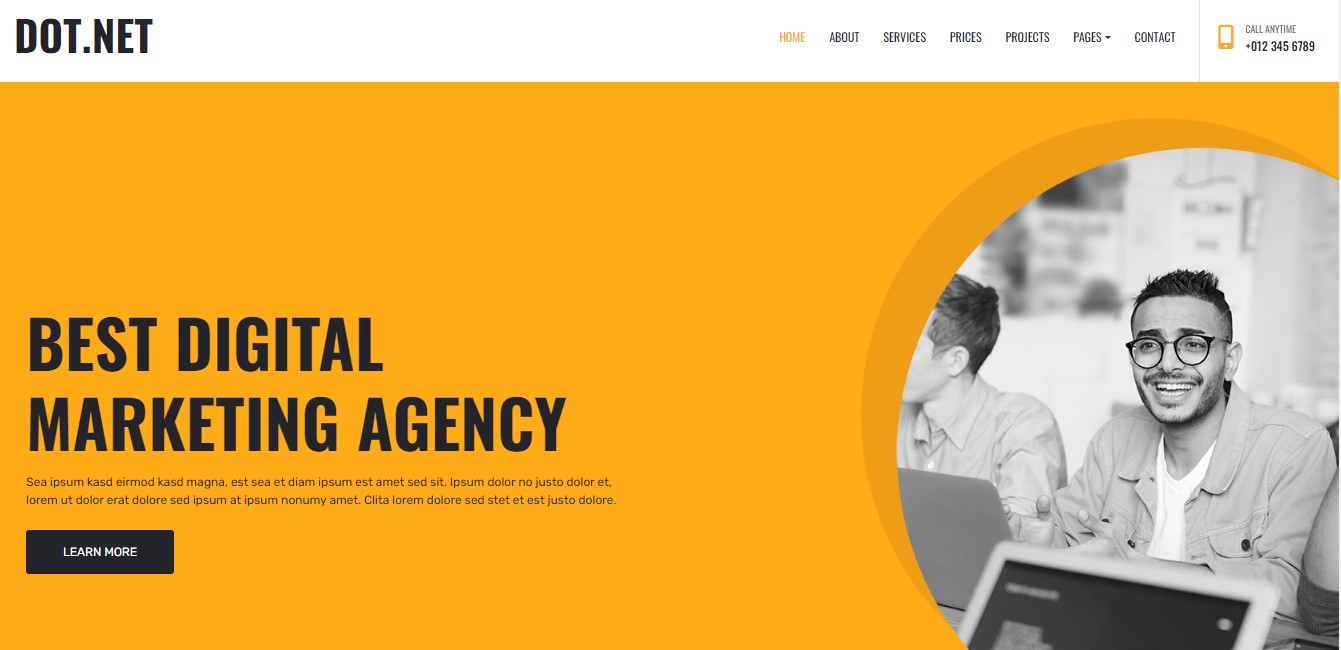 DOT.NET
HOME ABOUT SERVICES PRICES PROJECTS PAGES CONTACT
CALL ANYTIME
+012 345 6789
BEST DIGITAL
MARKETING AGENCY
Sea ipsum kasd eirmod kasd magna, est sea et diam ipsum est amet sed sit. Ipsum dolor no justo dolor et,
lorem ut dolor erat dolore sed ipsum at ipsum nonumy amet. Clita lorem dolore sed stet et est justo dolore.
LEARN MORE